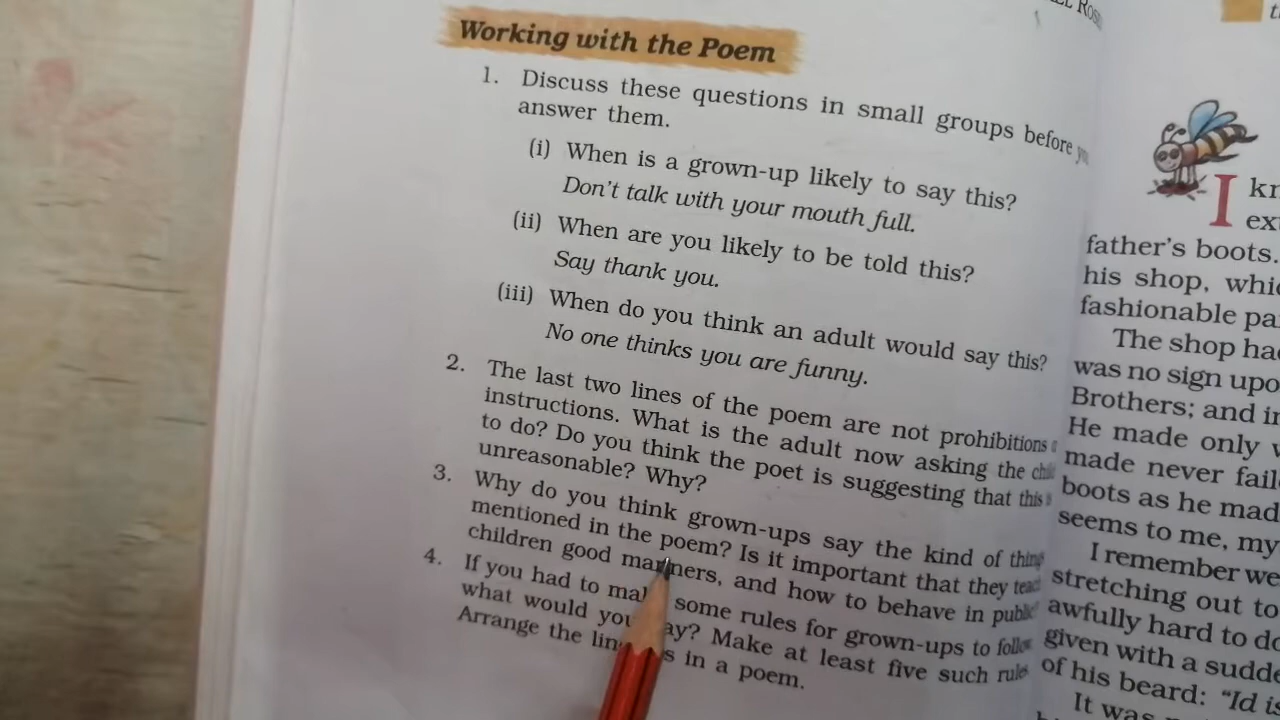 Working with the Poem
1. Discuss these questions in small groups before
answer them.
(i) When is a grown-up likely to say this?
Don't talk with your mouth full.
(ii) When are you likely to be told this?
Say thank you.
(iii) When do you think an adult would say this?
No one thinks you are funny.
2. The last two lines of the poem are not prohibitions
instructions. What is the adult now asking the
to do? Do you think the poet is suggesting that this
unreasonable? Why?
3. Why do you think grown-ups say the kind of
mentioned in the poem? Is it important that they
children good manners, and how to behave in
4. If you had to some rules for grown-ups to
what would you Make at least five such
Arrange the in a poem.
I
father's boots.
his shop,
fashionable
The shop
was no sign
Brothers; and
He made only
made never
boots as he
seems to me, my
I remember
stretching out to
awfully hard to
given with a
of his beard: "Id
It was